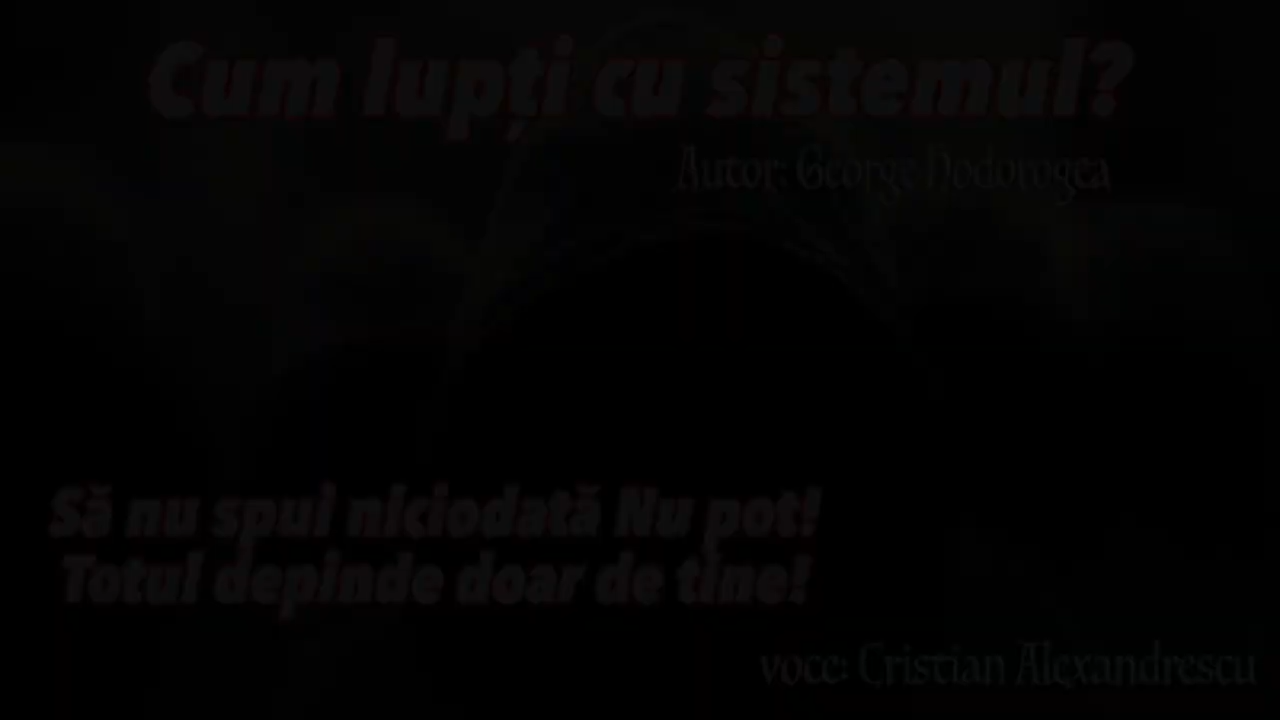 Cum lupți cu sistemul?
Autor: George Nodorogea
Să nu spui niciodată Nu pot!
Totul depinde doar de tine!
voce: Cristian Alexandrescu